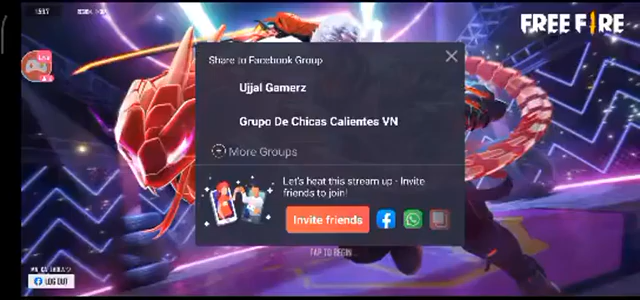 FREE FIRE
Share to Facebook Group
Ujjal Gamerz
Grupo De Chicas Calientes VN
More Groups
Let's heat this stream up - Invite
friends to join!
Invite friends
TAP TO BEGIN
LOG OUT